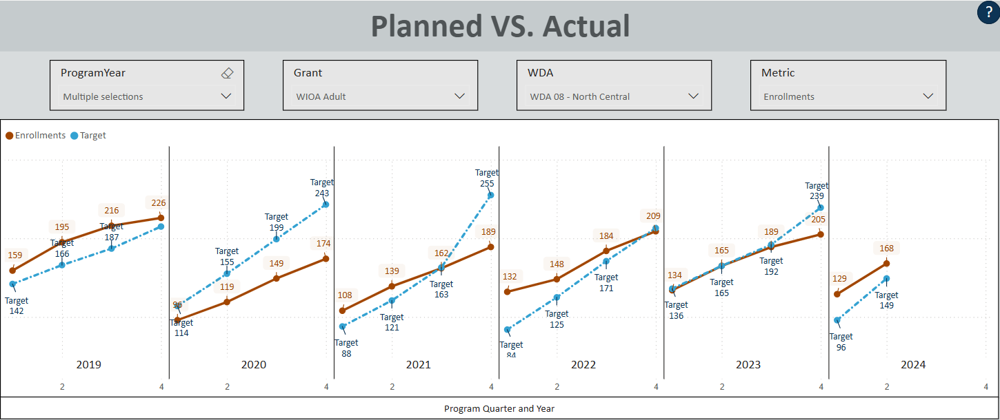 Planned VS. Actual
?
ProgramYear
Multiple selections
Grant
WIOA Adult
WDA
WDA 08 - North Central
Metric
Enrollments
Enrollments
Target
159
195
216
226
Target
142
Target
166
Target
187
2019
2
4
96
119
149
174
Target
114
Target
155
Target
199
Target
243
2020
2
4
108
139
162
189
Target
88
Target
121
Target
163
Target
255
2021
2
4
132
148
184
209
Target
84
Target
125
Target
171
2022
2
4
134
165
189
205
Target
136
Target
165
Target
192
Target
239
2023
2
4
129
168
Target
96
Target
149
2024
2
4
Program Quarter and Year